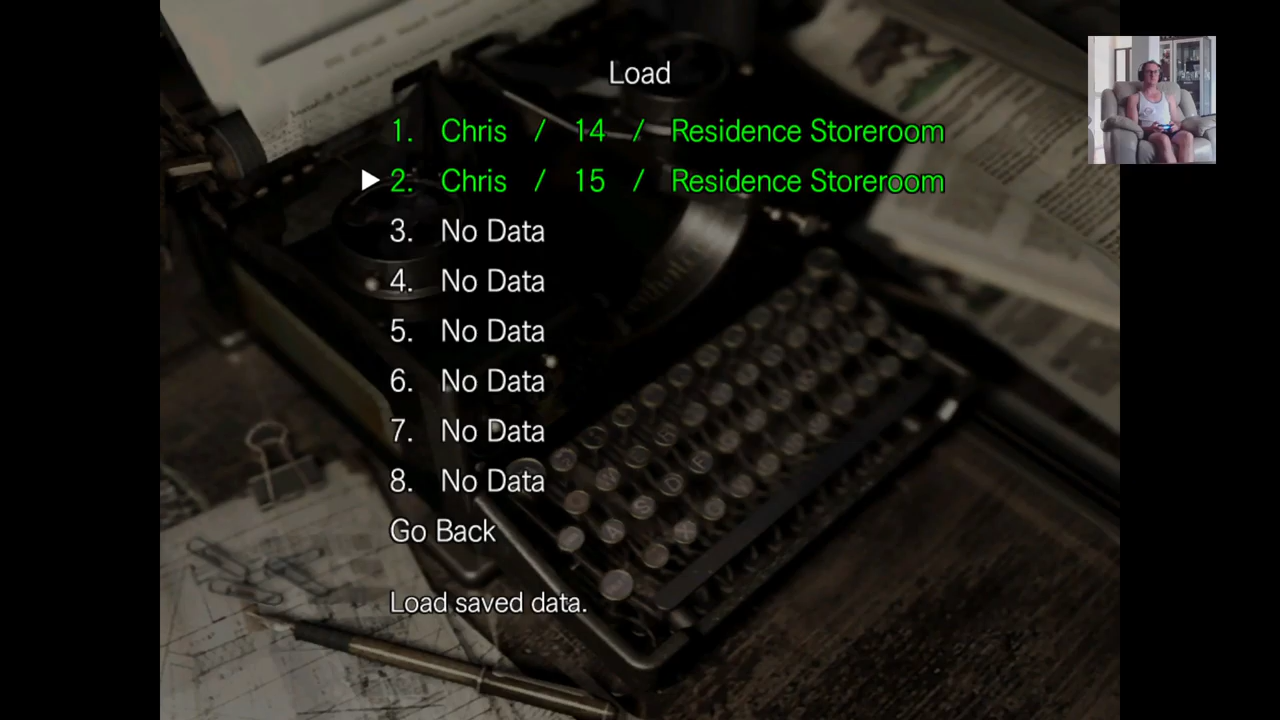 Load
1. Chris / 14 / Residence Storeroom
2. Chris / 15 / Residence Storeroom
3. No Data
4. No Data
5. No Data
6. No Data
7. No Data
8. No Data
Go Back
Load saved data.